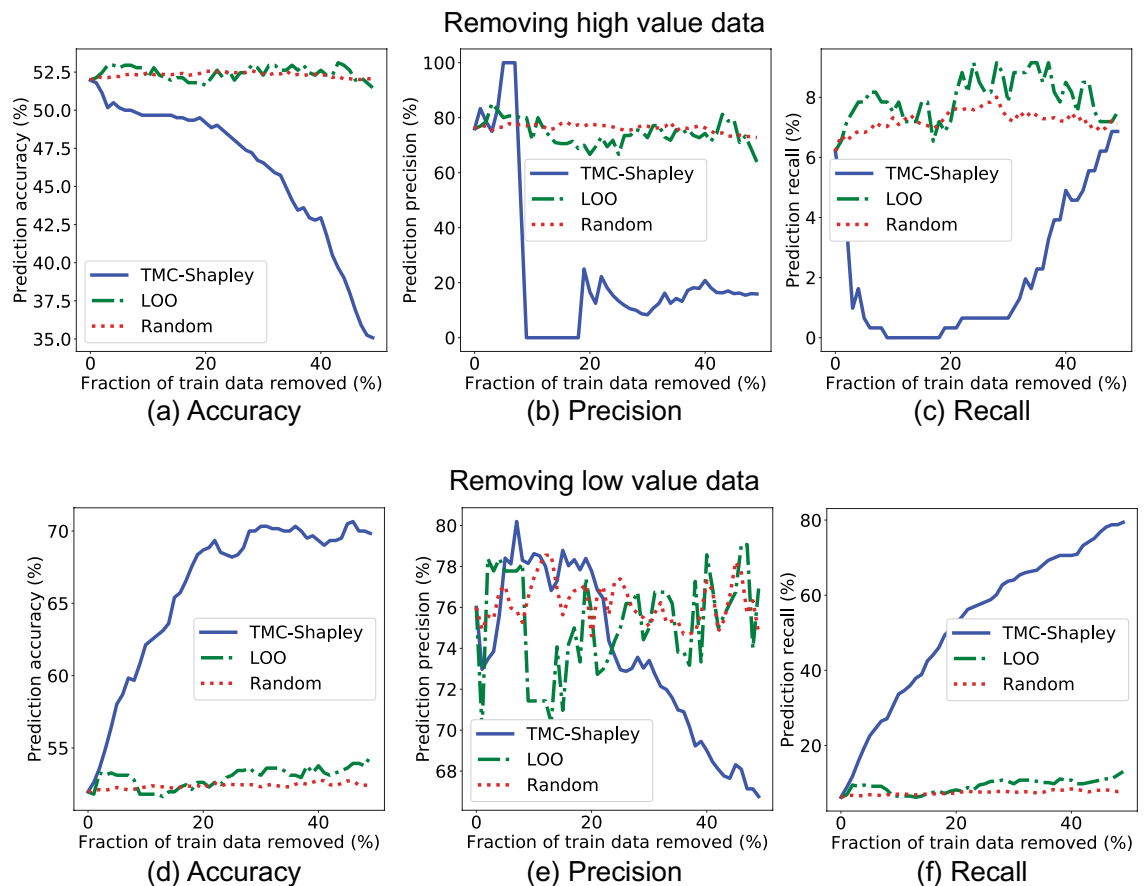 Removing high value data
52.5
50.0
47.5
45.0
42.5
40.0
37.5
35.0
Prediction accuracy (%)
TMC-Shapley
LOO
Random
0 20 40
Fraction of train data removed (%)
(a) Accuracy
100
80
60
40
20
0
Prediction precision (%)
TMC-Shapley
LOO
Random
0 20 40
Fraction of train data removed (%)
(b) Precision
8
6
4
2
0
Prediction recall (%)
TMC-Shapley
LOO
Random
0 20 40
Fraction of train data removed (%)
(c) Recall
Removing low value data
70
65
60
55
Prediction accuracy (%)
TMC-Shapley
LOO
Random
0 20 40
Fraction of train data removed (%)
(d) Accuracy
80
78
76
74
72
70
68
Prediction precision (%)
TMC-Shapley
LOO
Random
0 20 40
Fraction of train data removed (%)
(e) Precision
80
60
40
20
Prediction recall (%)
TMC-Shapley
LOO
Random
0 20 40
Fraction of train data removed (%)
(f) Recall